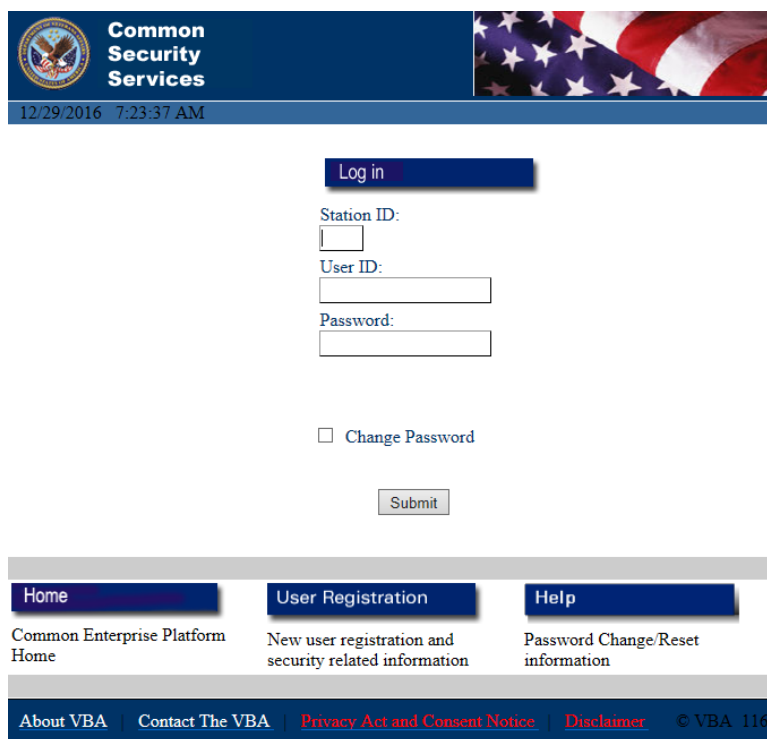 Common
Security
Services
12/29/2016 7:23:37 AM
Log in
Station ID:
User ID:
Password:
Change Password
Submit
Home
User Registration
Help
Common Enterprise Platform
Home
New user registration and
security related information
Password Change/Reset
information
About VBA | Contact The VBA | Privacy Act and Consent Notice | Disclaimer © VBA 116